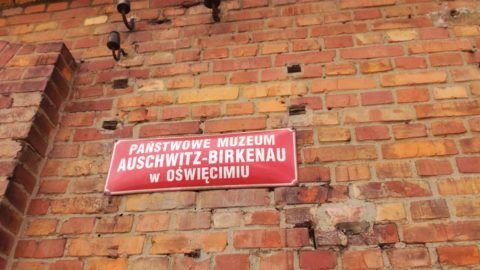 PAŃSTWOWE MUZEUM
AUSCHWITZ-BIRKENAU
W OŚWIĘCIMIU